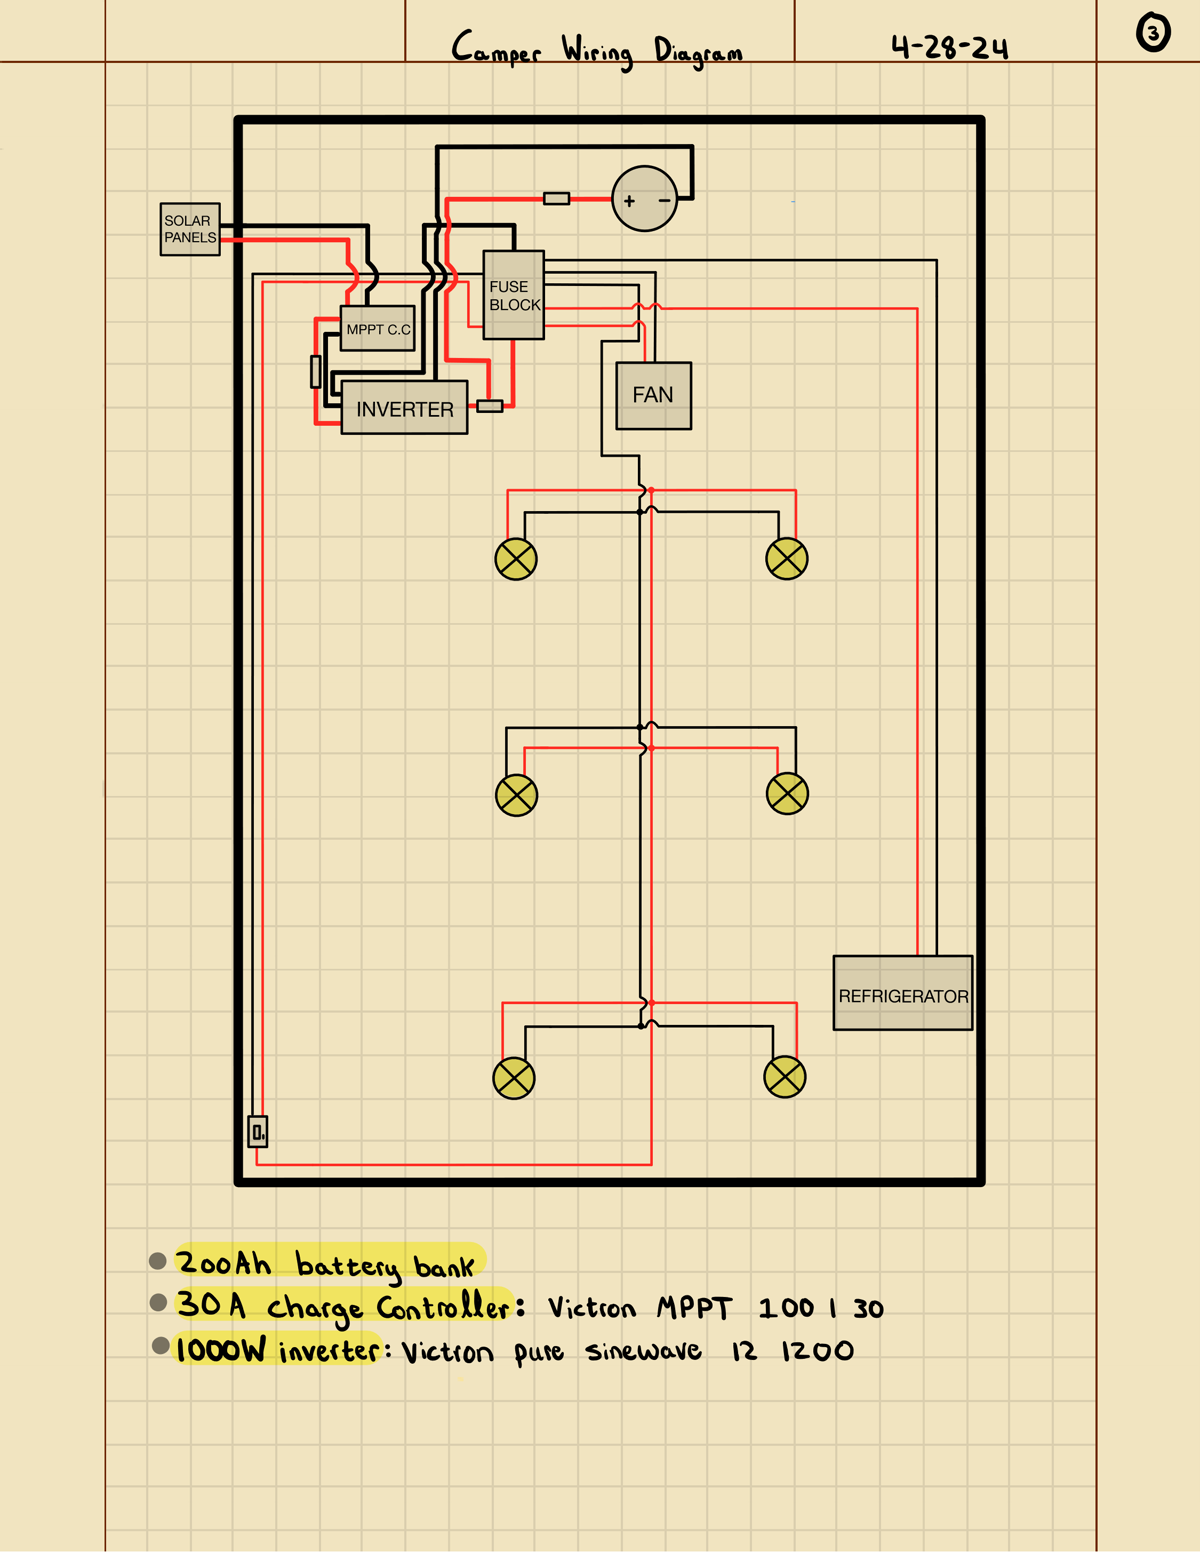 Camper Wiring Diagram
4-28-24
3
+ −
SOLAR
PANELS
FUSE
BLOCK
MPPT C.C
FAN
INVERTER
REFRIGERATOR
200Ah battery bank
30A charge Controller: Victron MPPT 100 | 30
1000W inverter: Victron pure sinewave 12 1200